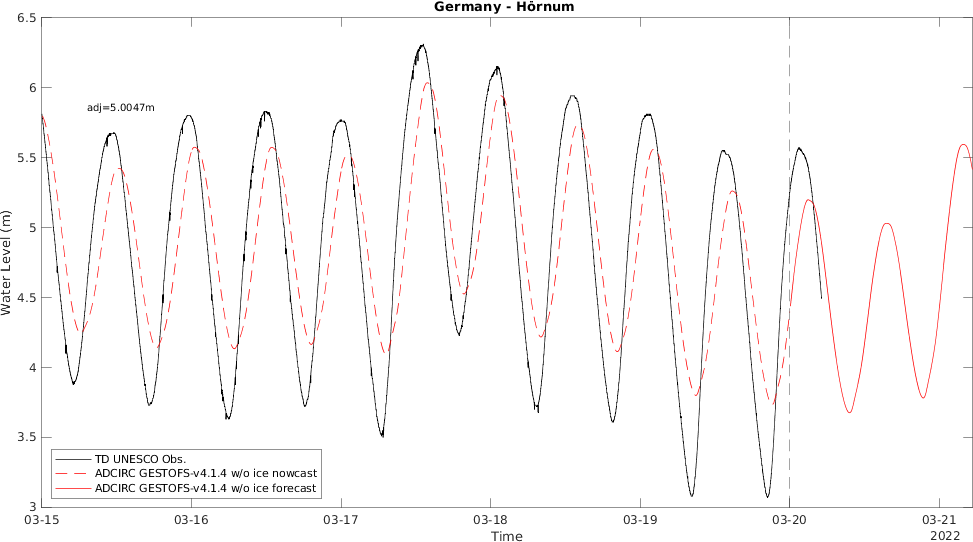 Germany - Hörnum
6.5
6
adj=5.0047m
5.5
5
Water Level (m)
4.5
4
3.5
3
TD UNESCO Obs.
ADCIRC GESTOFS-v4.1.4 w/o ice nowcast
ADCIRC GESTOFS-v4.1.4 w/o ice forecast
03-15 03-16 03-17 03-18 03-19 03-20 03-21
Time 2022